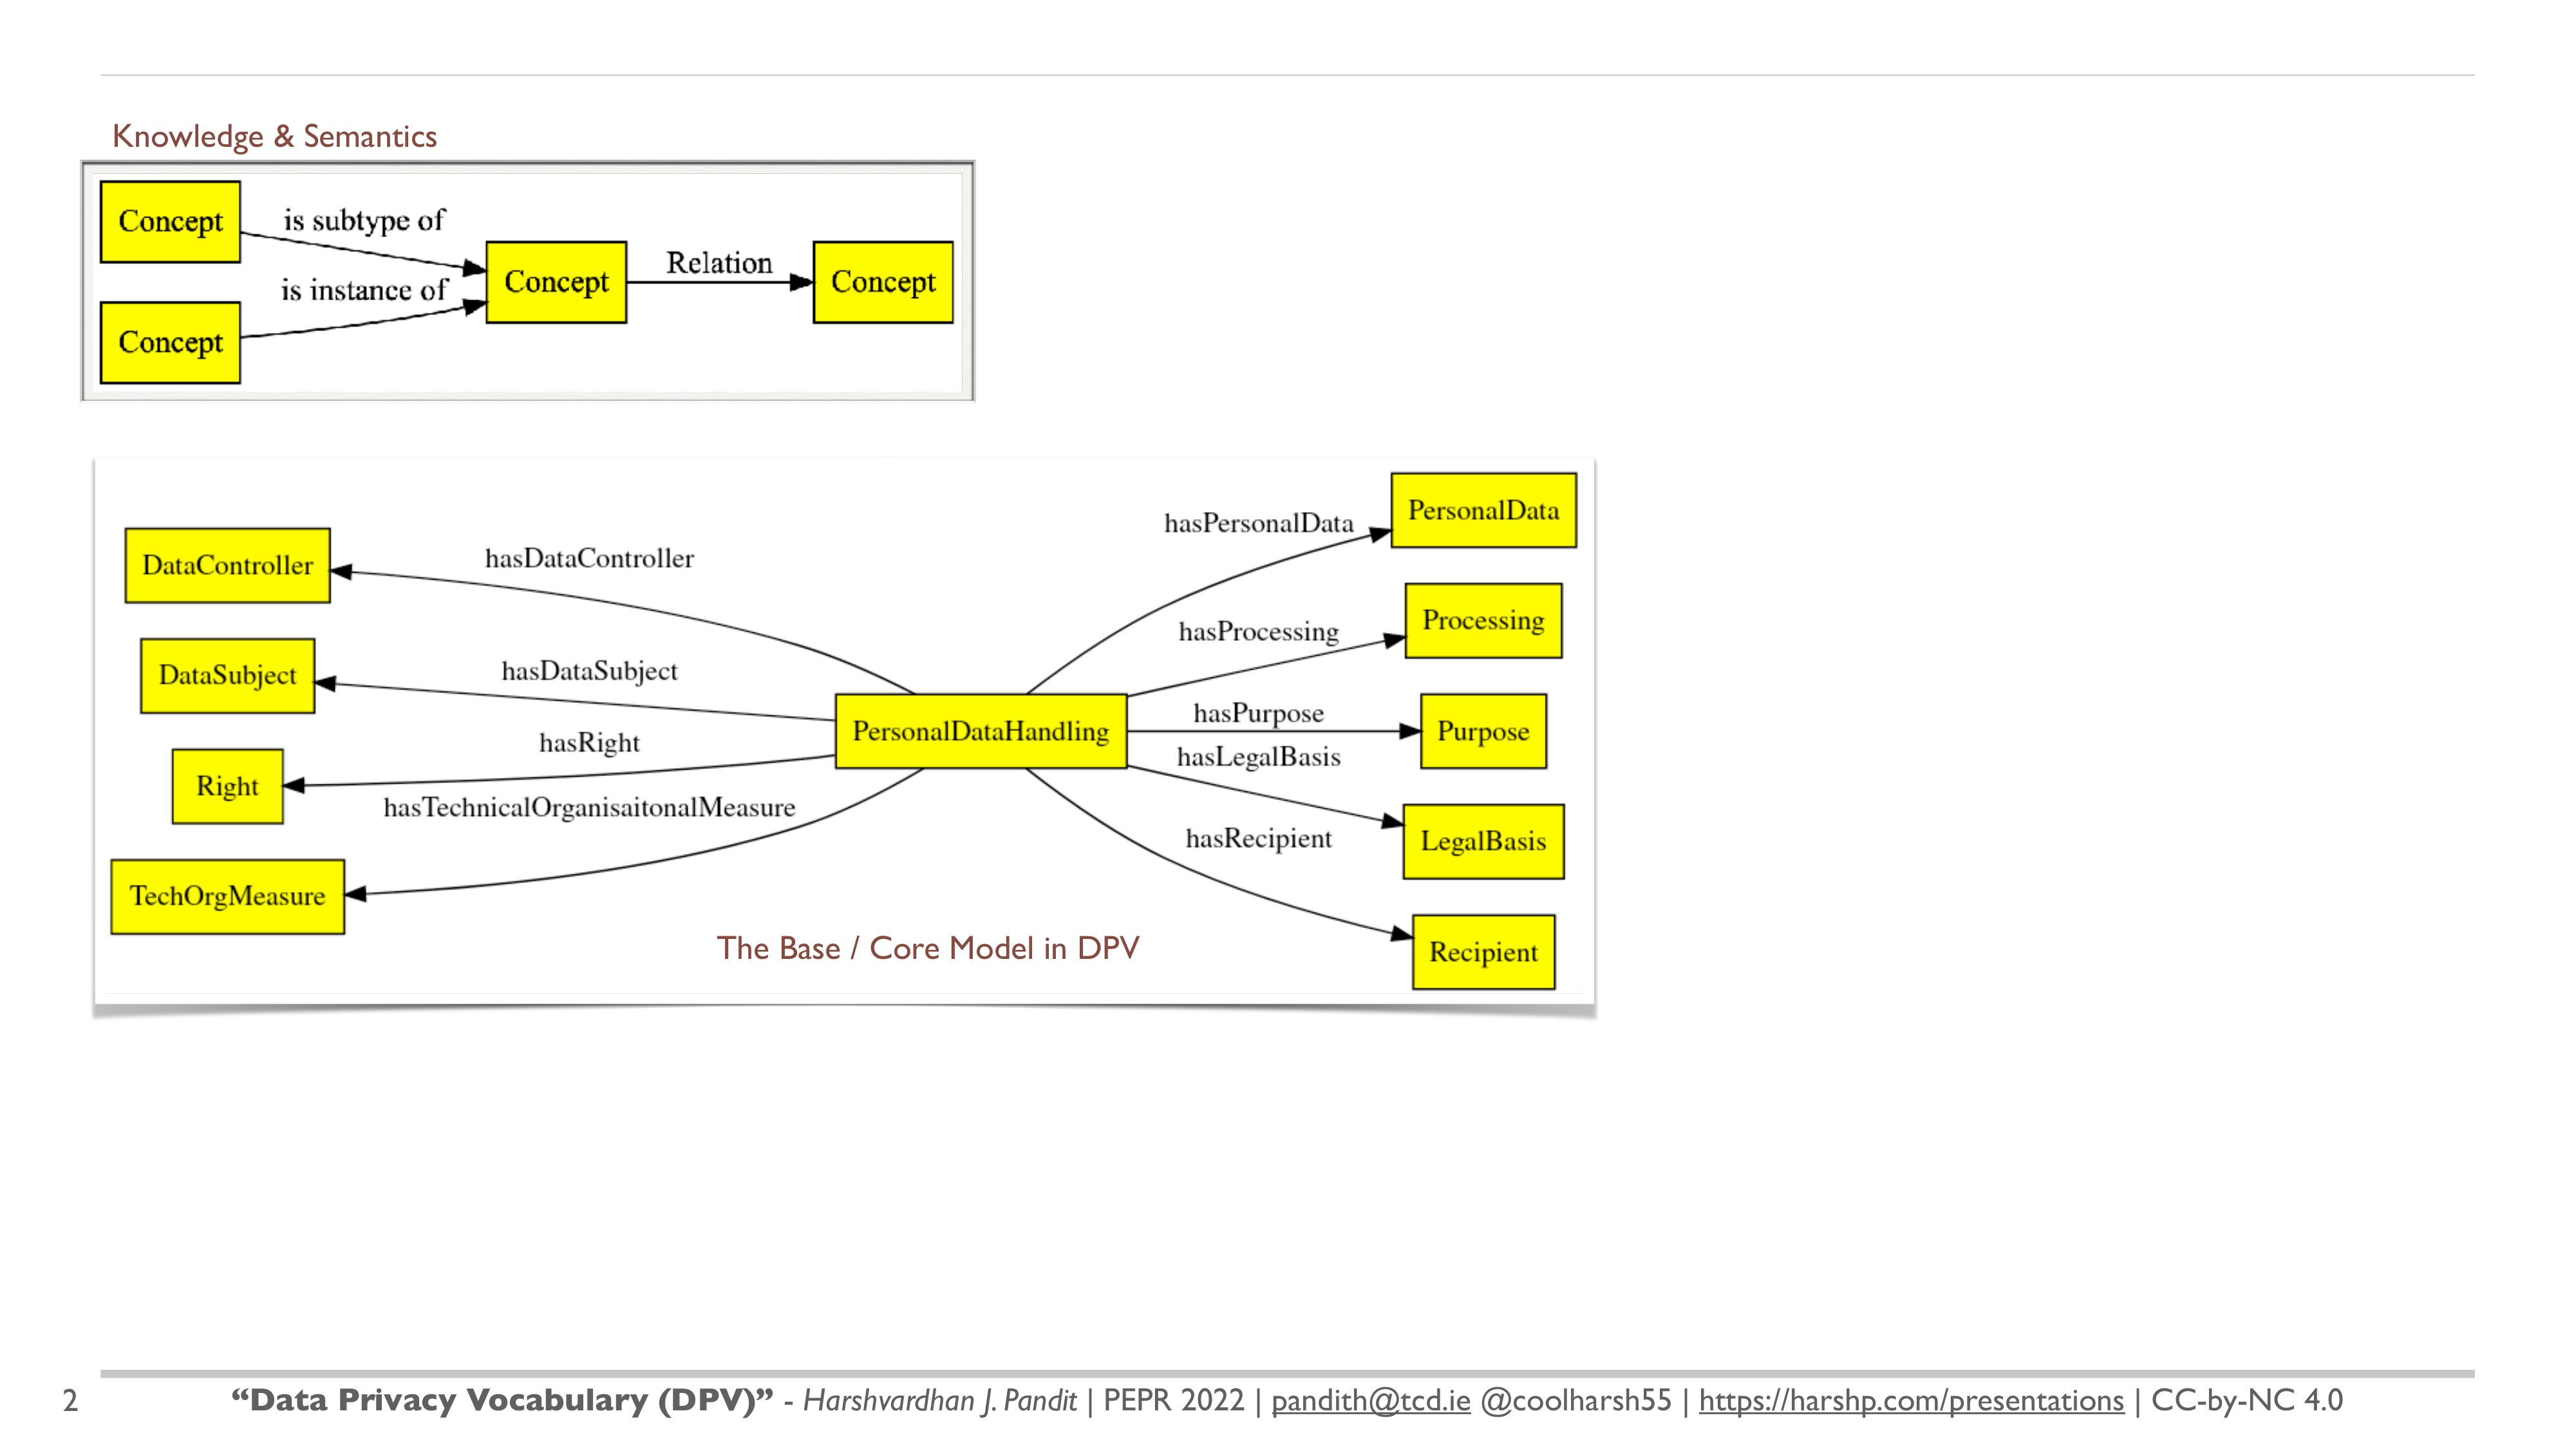 Knowledge & Semantics
Concept
is subtype of
Concept
Relation
Concept
is instance of
Concept
PersonalData
hasPersonalData
DataController
hasDataController
Processing
hasProcessing
DataSubject
hasDataSubject
PersonalDataHandling
hasPurpose
Purpose
hasRight
hasLegalBasis
Right
hasTechnicalOrganisaitonalMeasure
LegalBasis
hasRecipient
TechOrgMeasure
The Base / Core Model in DPV
Recipient
2 “Data Privacy Vocabulary (DPV)” - Harshvardhan J. Pandit | PEPR 2022 | pandith@tcd.ie @coolharsh55 | https://harshp.com/presentations | CC-by-NC 4.0